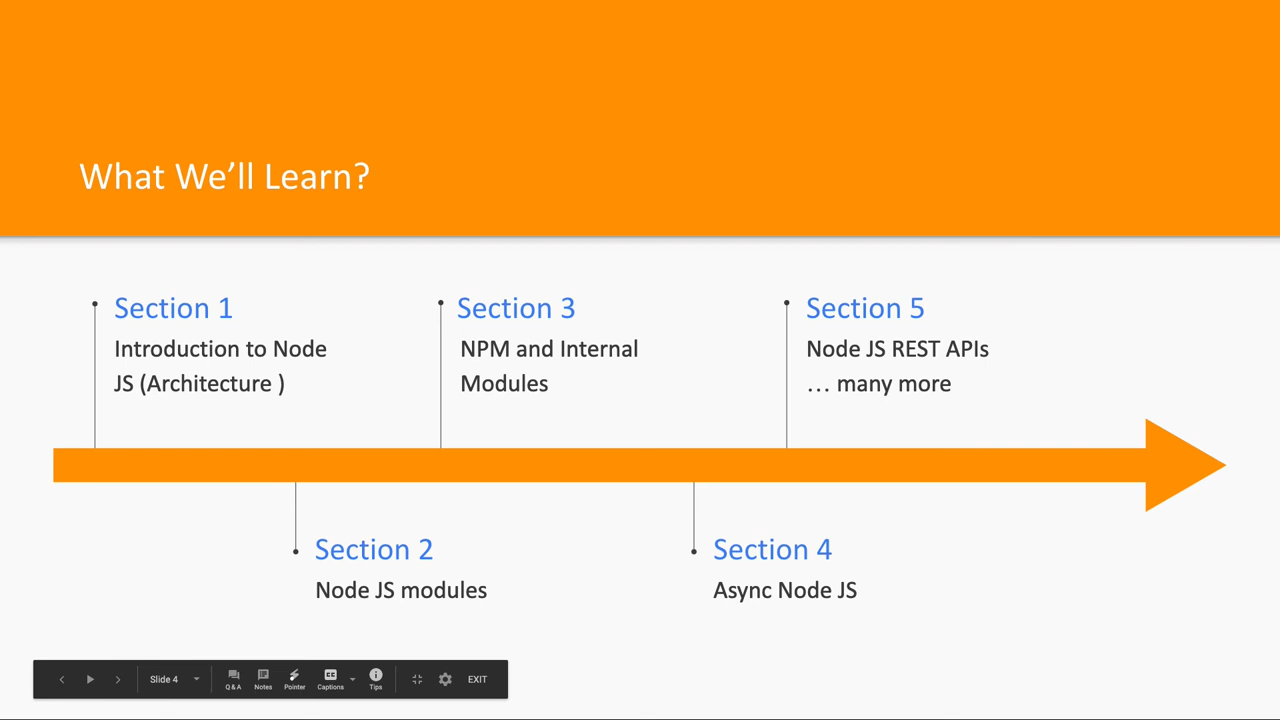 What We’ll Learn?
Section 1
Introduction to Node
JS (Architecture )
Section 3
NPM and Internal
Modules
Section 5
Node JS REST APIs
… many more
Section 2
Node JS modules
Section 4
Async Node JS
Slide 4
Q&A
Notes
Pointer
CC
Captions
Tips
EXIT